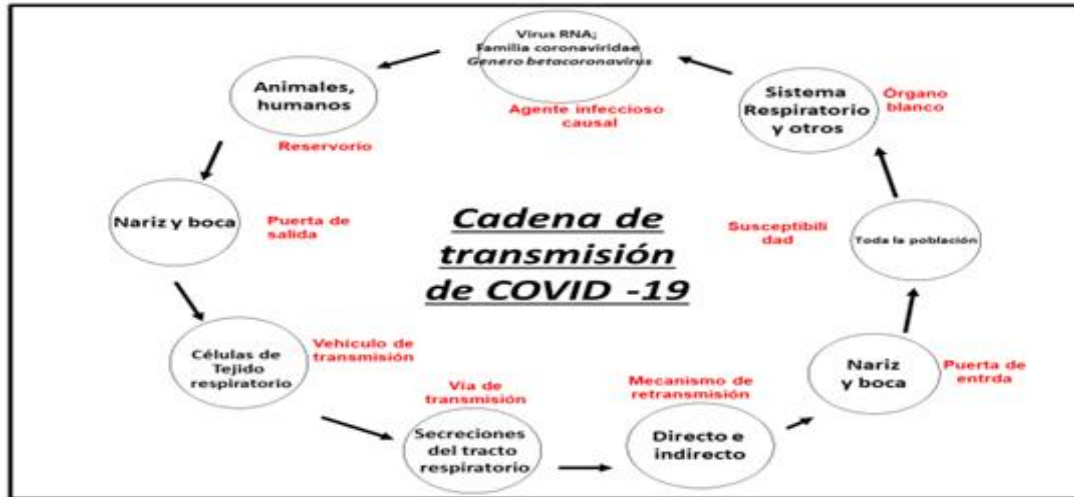 Virus RNA;
Familia coronaviridae
Genero betacoronavirus
Agente infeccioso
causal
Animales,
humanos
Reservorio
Nariz y boca
Puerta de
salida
Células de
Tejido
respiratorio
Vehículo de
transmisión
Vía de
transmisión
Secreciones
del tracto
respiratorio
Mecanismo de
retransmisión
Directo e
indirecto
Nariz
y boca
Puerta de
entrda
Toda la población
Susceptibili
dad
Sistema
Respiratorio
y otros
Órgano
blanco
Cadena de
transmisión
de COVID -19